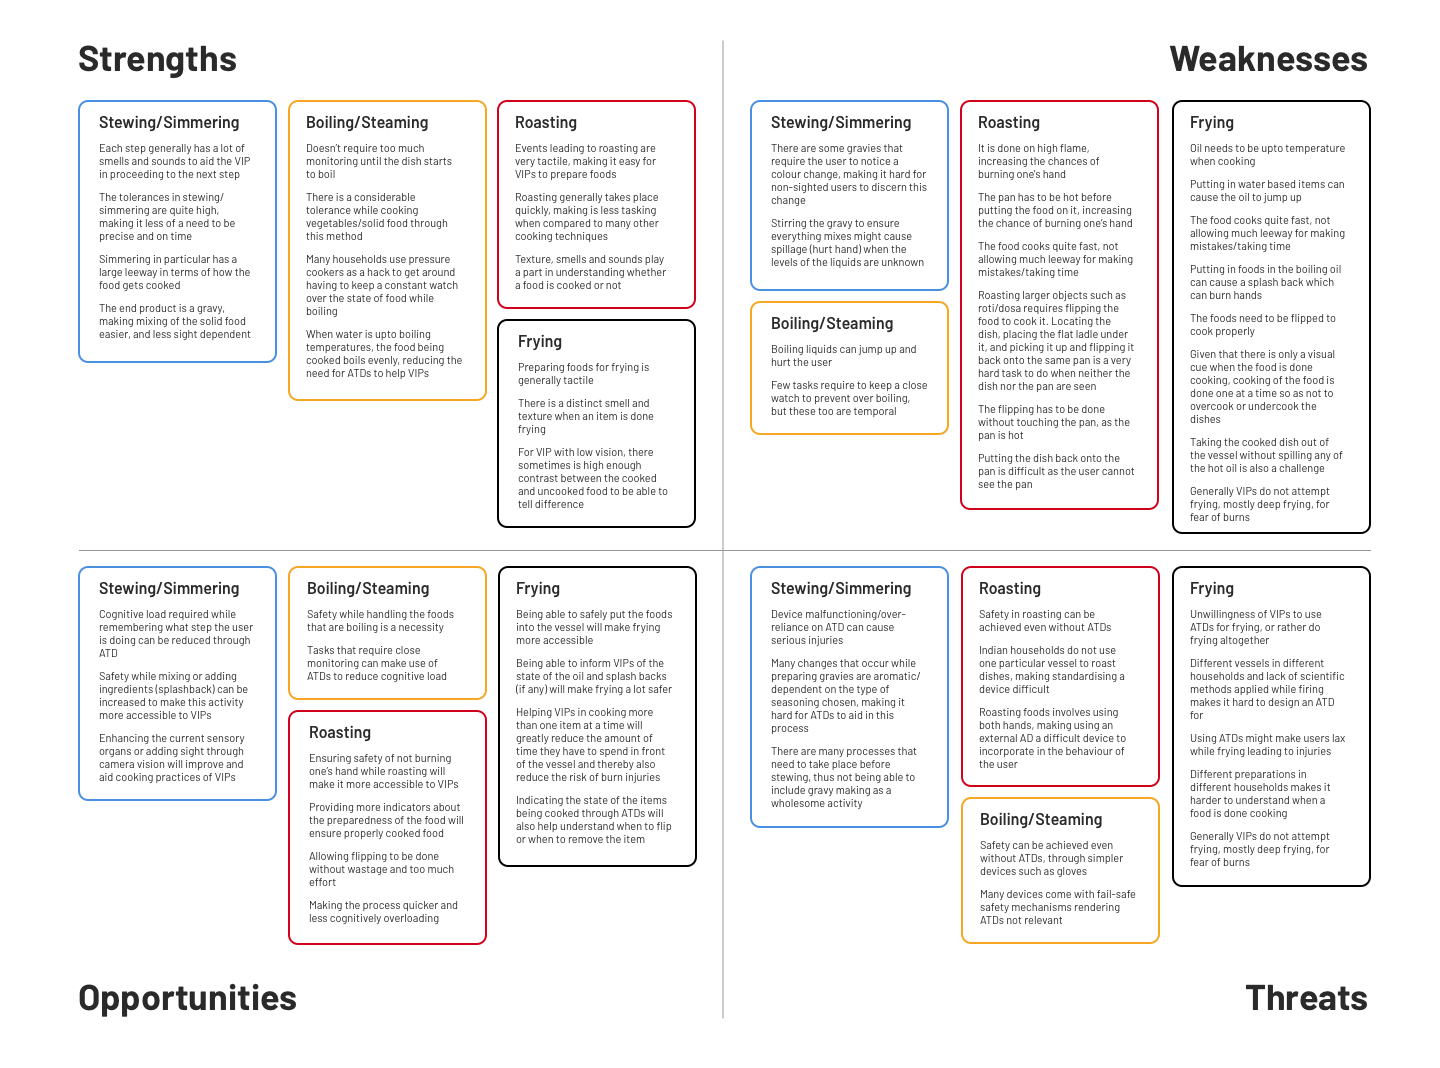 Strengths
Stewing/Simmering
Each step generally has a lot of
smells and sounds to aid the VIP
in proceeding to the next step
The tolerances in stewing/
simmering are quite high,
making it less of a need to be
precise and on time
Simmering in particular has a
large leeway in terms of how the
food gets cooked
The end product is a gravy,
making mixing of the solid food
easier, and less sight dependent
Boiling/Steaming
Doesn't require too much
monitoring until the dish starts
to boil
There is a considerable
tolerance while cooking
vegetables/solid food through
this method
Many households use pressure
cookers as a hack to get around
having to keep a constant watch
over the state of food while
boiling
When water is upto boiling
temperatures, the food being
cooked boils evenly, reducing the
need for ATDs to help VIPs
Roasting
Events leading to roasting are
very tactile, making it easy for
VIPs to prepare foods
Roasting generally takes place
quickly, making is less tasking
when compared to many other
cooking techniques
Texture, smells and sounds play
a part in understanding whether
a food is cooked or not
Frying
Preparing foods for frying is
generally tactile
There is a distinct smell and
texture when an item is done
frying
For VIP with low vision, there
sometimes is high enough
contrast between the cooked
and uncooked food to be able to
tell difference
Weaknesses
Stewing/Simmering
There are some gravies that
require the user to notice a
colour change, making it hard for
non-sighted users to discern this
change
Stirring the gravy to ensure
everything mixes might cause
spillage (hurt hand) when the
levels of the liquids are unknown
Boiling/Steaming
Boiling liquids can jump up and
hurt the user
Few tasks require to keep a close
watch to prevent over boiling,
but these too are temporal
Roasting
It is done on high flame,
increasing the chances of
burning one's hand
The pan has to be hot before
putting the food on it, increasing
the chance of burning one's hand
The food cooks quite fast, not
allowing much leeway for making
mistakes/taking time
Roasting larger objects such as
roti/dosa requires flipping the
food to cook it. Locating the
dish, placing the flat ladle under
it, and picking it up and flipping it
back onto the same pan is a very
hard task to do when neither the
dish nor the pan are seen
The flipping has to be done
without touching the pan, as the
pan is hot
Putting the dish back onto the
pan is difficult as the user cannot
see the pan
Frying
Oil needs to be upto temperature
when cooking
Putting in water based items can
cause the oil to jump up
The food cooks quite fast, not
allowing much leeway for making
mistakes/taking time
Putting in foods in the boiling oil
can cause a splash back which
can burn hands
The foods need to be flipped to
cook properly
Given that there is only a visual
cue when the food is done
cooking, cooking of the food is
done one at a time so as not to
overcook or undercook the
dishes
Taking the cooked dish out of
the vessel without spilling any of
the hot oil is also a challenge
Generally VIPs do not attempt
frying, mostly deep frying, for
fear of burns
Stewing/Simmering
Cognitive load required while
remembering what step the user
is doing can be reduced through
ATD
Safety while mixing or adding
ingredients (splashback) can be
increased to make this activity
more accessible to VIPs
Enhancing the current sensory
organs or adding sight through
camera vision will improve and
aid cooking practices of VIPs
Boiling/Steaming
Safety while handling the foods
that are boiling is a necessity
Tasks that require close
monitoring can make use of
ATDs to reduce cognitive load
Roasting
Ensuring safety of not burning
one's hand while roasting will
make it more accessible to VIPs
Providing more indicators about
the preparedness of the food will
ensure properly cooked food
Allowing flipping to be done
without wastage and too much
effort
Making the process quicker and
less cognitively overloading
Frying
Being able to safely put the foods
into the vessel will make frying
more accessible
Being able to inform VIPs of the
state of the oil and splash backs
(if any) will make frying a lot safer
Helping VIPs in cooking more
than one item at a time will
greatly reduce the amount of
time they have to spend in front
of the vessel and thereby also
reduce the risk of burn injuries
Indicating the state of the items
being cooked through ATDs will
also help understand when to flip
or when to remove the item
Opportunities
Stewing/Simmering
Device malfunctioning/over-
reliance on ATD can cause
serious injuries
Many changes that occur while
preparing gravies are aromatic/
dependent on the type of
seasoning chosen, making it
hard for ATDs to aid in this
process
There are many processes that
need to take place before
stewing, thus not being able to
include gravy making as a
wholesome activity
Roasting
Safety in roasting can be
achieved even without ATDs
Indian households do not use
one particular vessel to roast
dishes, making standardising a
device difficult
Roasting foods involves using
both hands, making using an
external AD a difficult device to
incorporate in the behaviour of
the user
Boiling/Steaming
Safety can be achieved even
without ATDs, through simpler
devices such as gloves
Many devices come with fail-safe
safety mechanisms rendering
ATDs not relevant
Frying
Unwillingness of VIPs to use
ATDs for frying, or rather do
frying altogether
Different vessels in different
households and lack of scientific
methods applied while firing
makes it hard to design an ATD
for
Using ATDs might make users lax
while frying leading to injuries
Different preparations in
different households makes it
harder to understand when a
food is done cooking
Generally VIPs do not attempt
frying, mostly deep frying, for
fear of burns
Threats